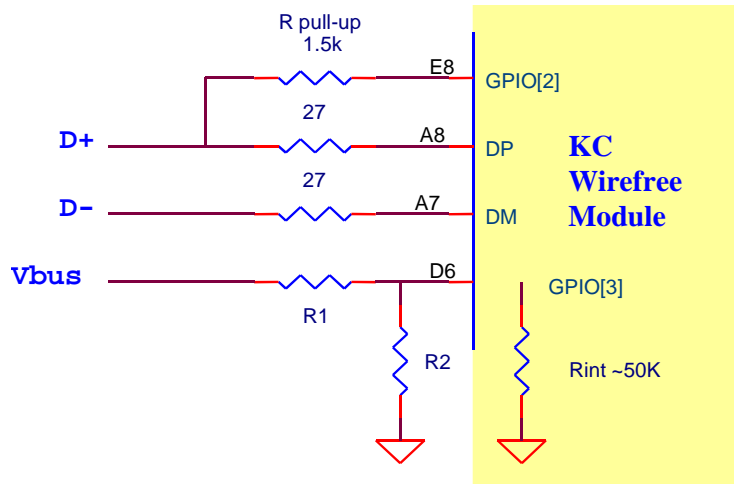 R pull-up
1.5k
E8
GPIO[2]
27
D+
A8
DP
KC
Wirefree
Module
27
D-
A7
DM
Vbus
D6
GPIO[3]
R1
R2
Rint ~50K